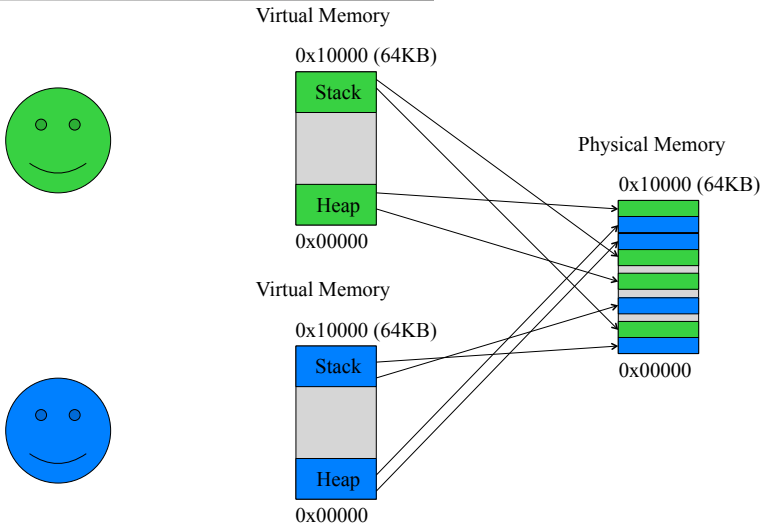 Virtual Memory
0x10000 (64KB)
Stack
Heap
0x00000
Physical Memory
0x10000 (64KB)
0x00000
Virtual Memory
0x10000 (64KB)
Stack
Heap
0x00000